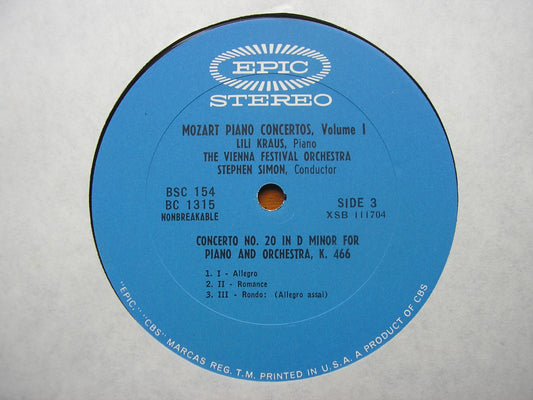 EPIC
STEREO
MOZART PIANO CONCERTOS, Volume 1
LILI KRAUS, Piano
THE VIENNA FESTIVAL ORCHESTRA
STEPHEN SIMON, Conductor
BSC 154
BC 1315
NONBREAKABLE
SIDE 3
XSB 111704
CONCERTO NO. 20 IN D MINOR FOR
PIANO AND ORCHESTRA, K. 466
1. I - Allegro
2. II - Romance
3. III - Rondo: (Allegro assai)
"EPIC," "CBS" MARCAS REG. T.M. PRINTED IN U.S.A. A PRODUCT OF CBS